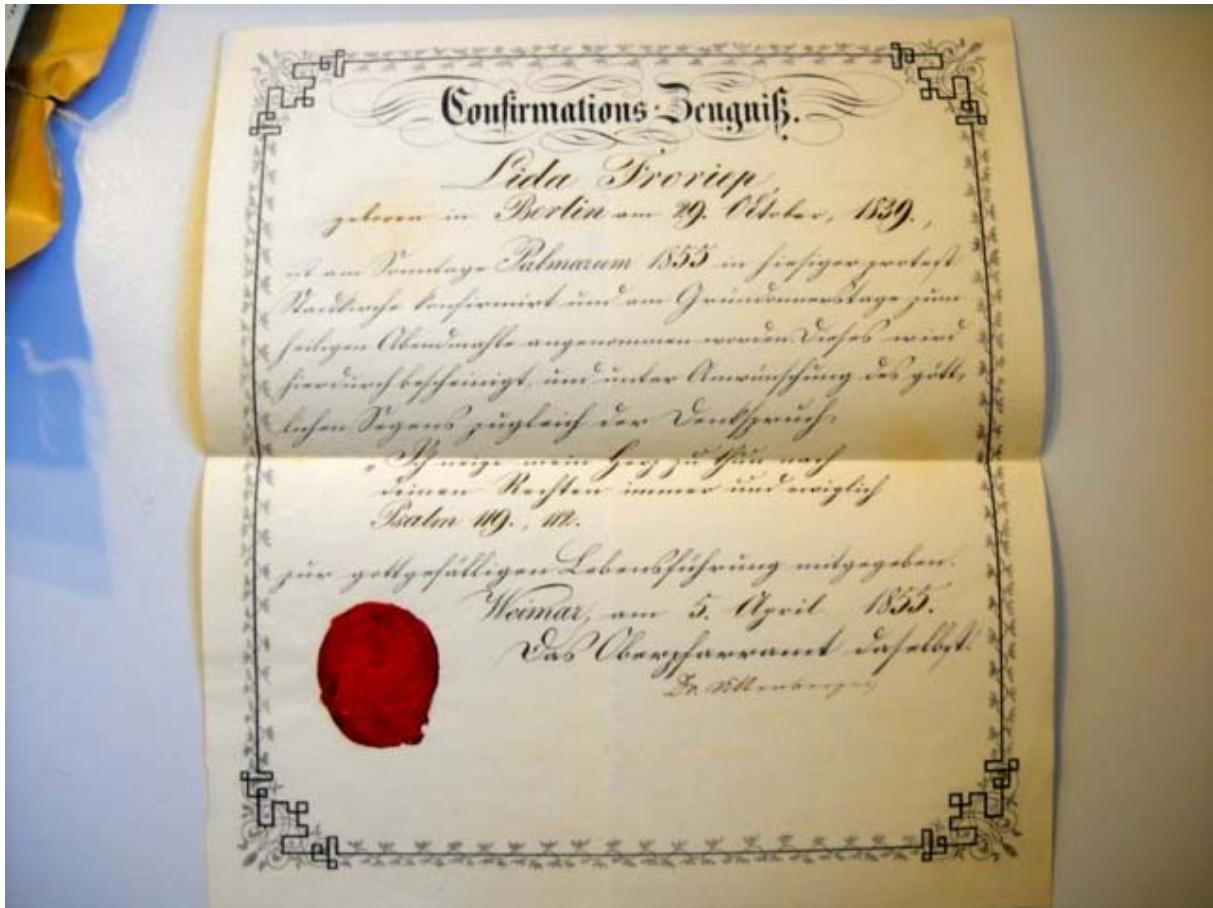 Confirmations-Zeugniß.
Lida Froriep,
geboren in Berlin am 29. Oktober, 1839.,
ist am Sonntage Palmarum 1855 in hiesiger protest
Stadtkirche konfirmirt und am Gründonnerstage zum
heiligen Abendmahle angenommen worden. Dieses wird
hierdurch bescheinigt, und unter Anwünschung des gött-
lichen Segens zugleich der Denkspruch:
„Ich neige mein Herz zu thun nach
deinen Rechten immer und ewiglich
Psalm 119., 112.
zur gottgefälligen Lebensführung mitgegeben.
Weimar, am 5. April 1855.
Das Oberpfarramt daselbst.
Dr.